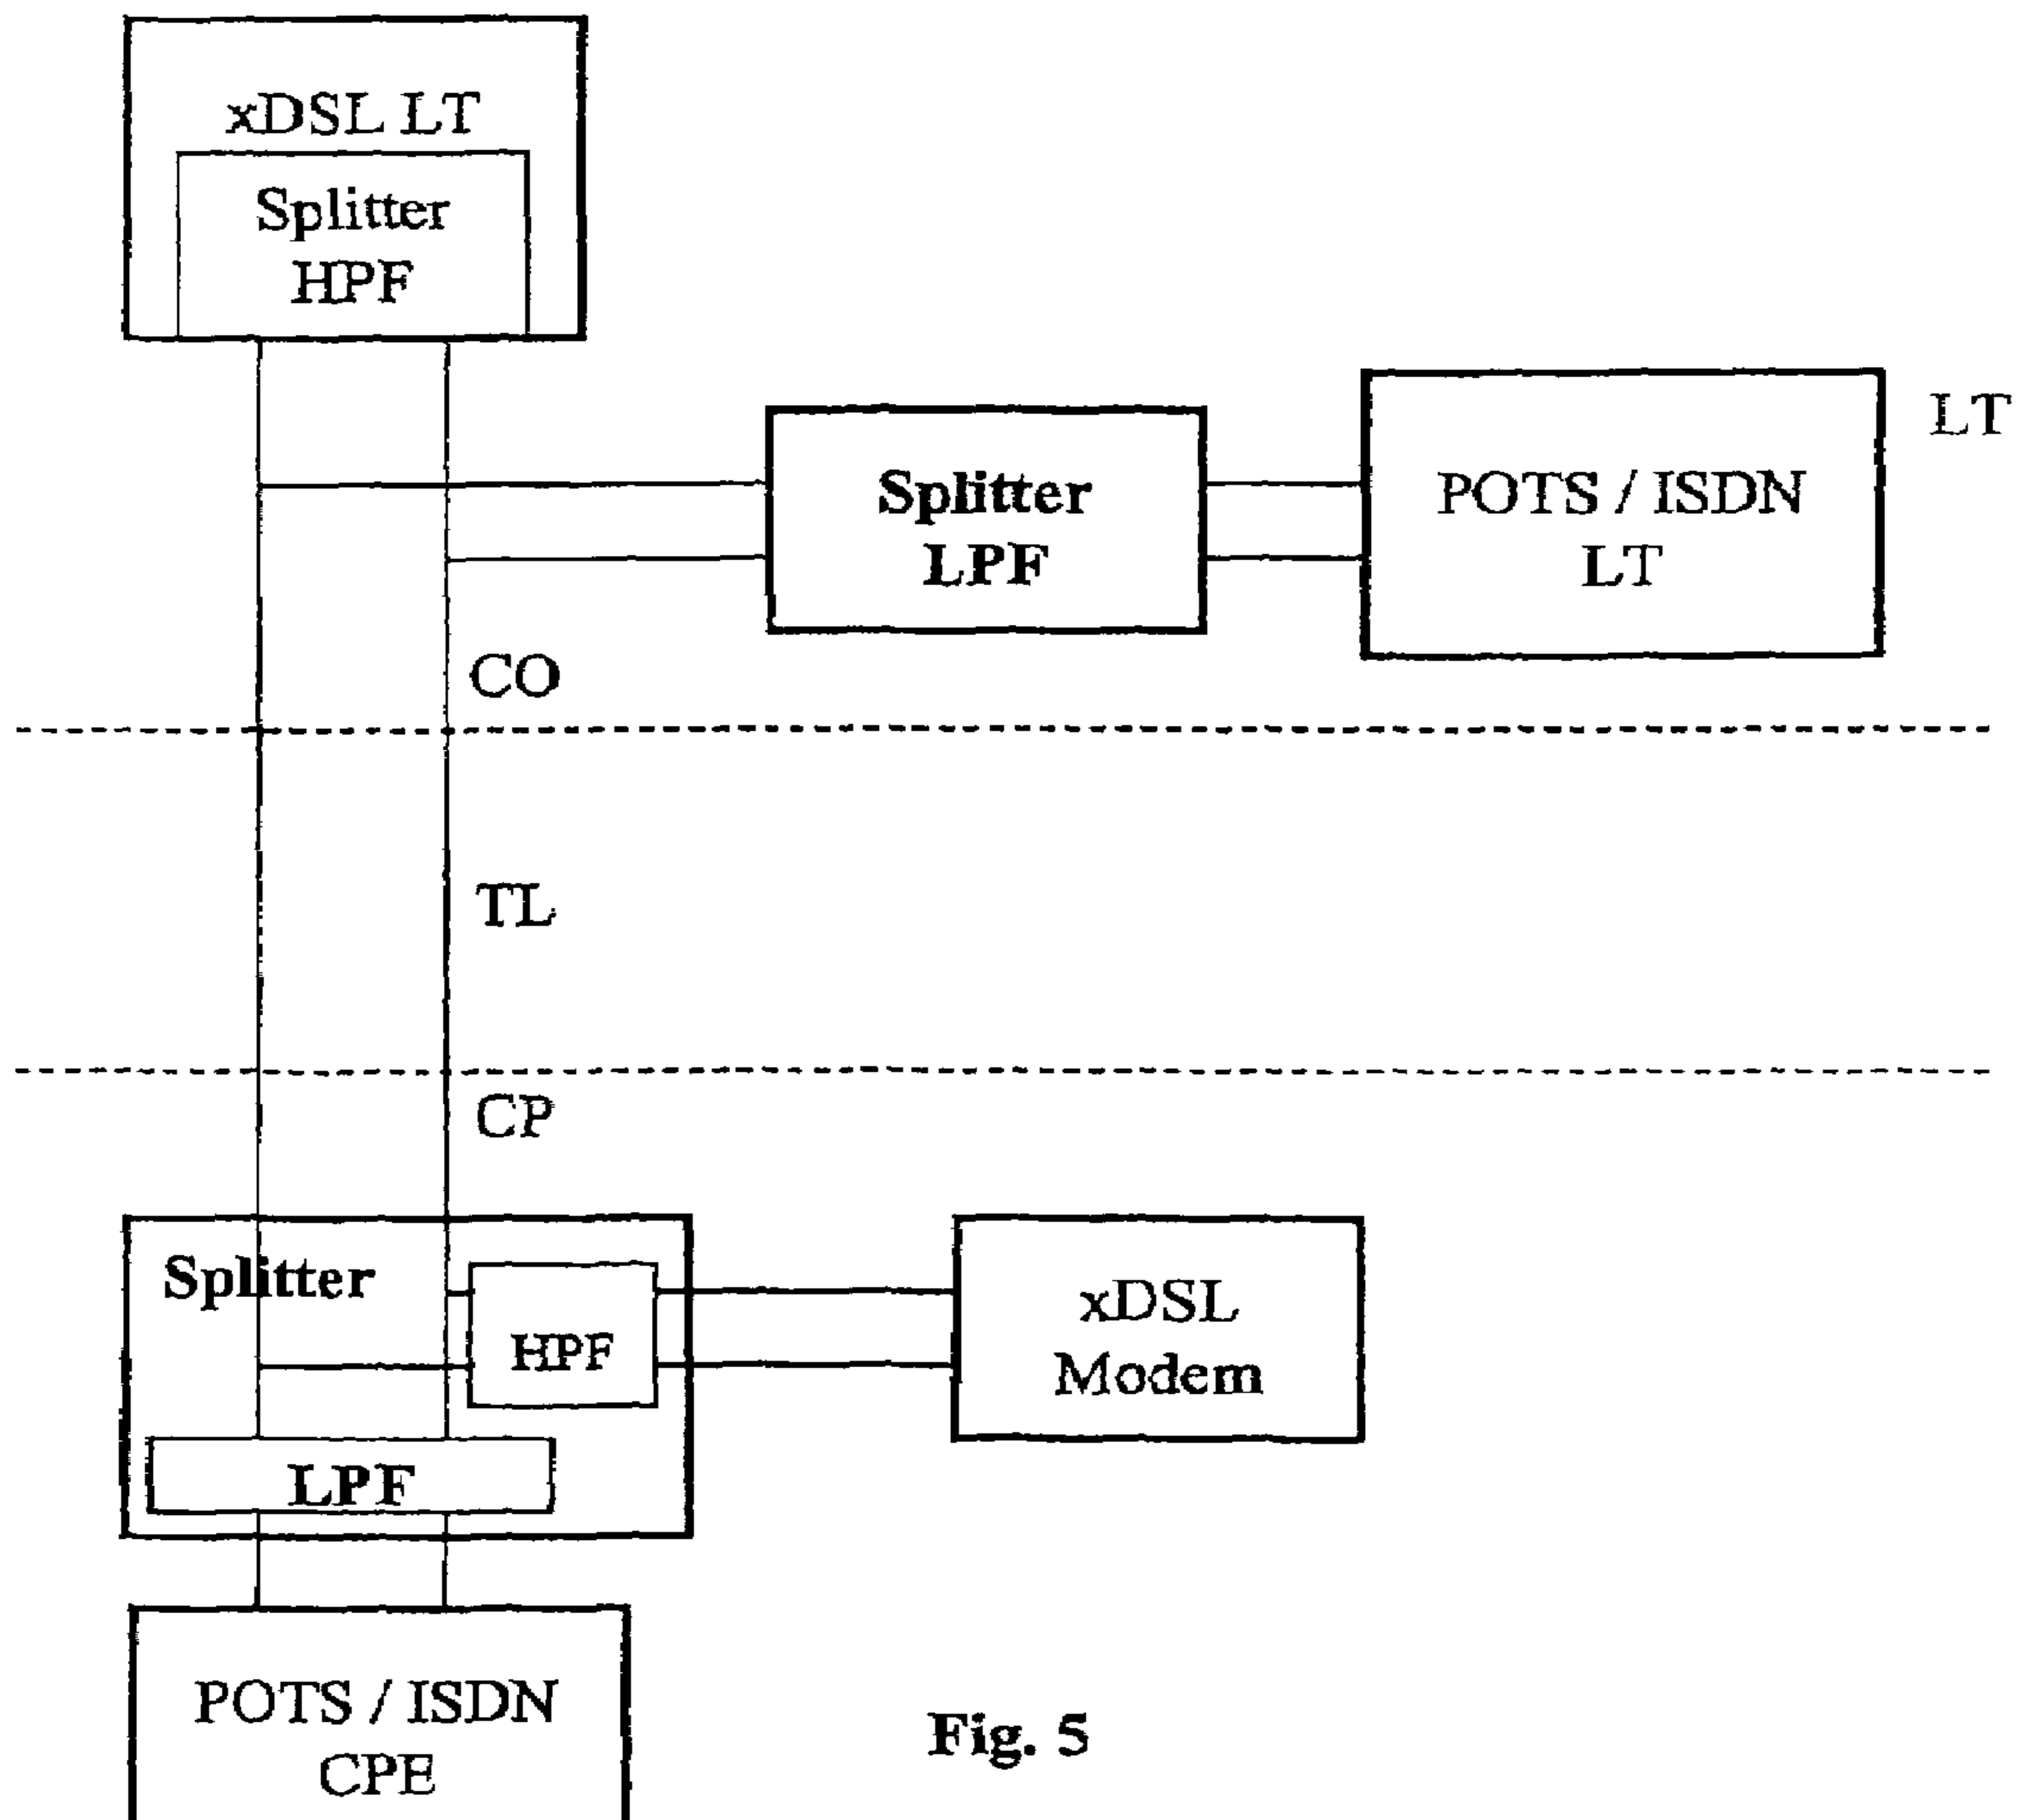 xDSL LT
Splitter
HPF
LT
Splitter
LPF
POTS / ISDN
LT
CO
TL
CP
Splitter
HPF
xDSL
Modem
LPF
POTS / ISDN
CPE
Fig. 5